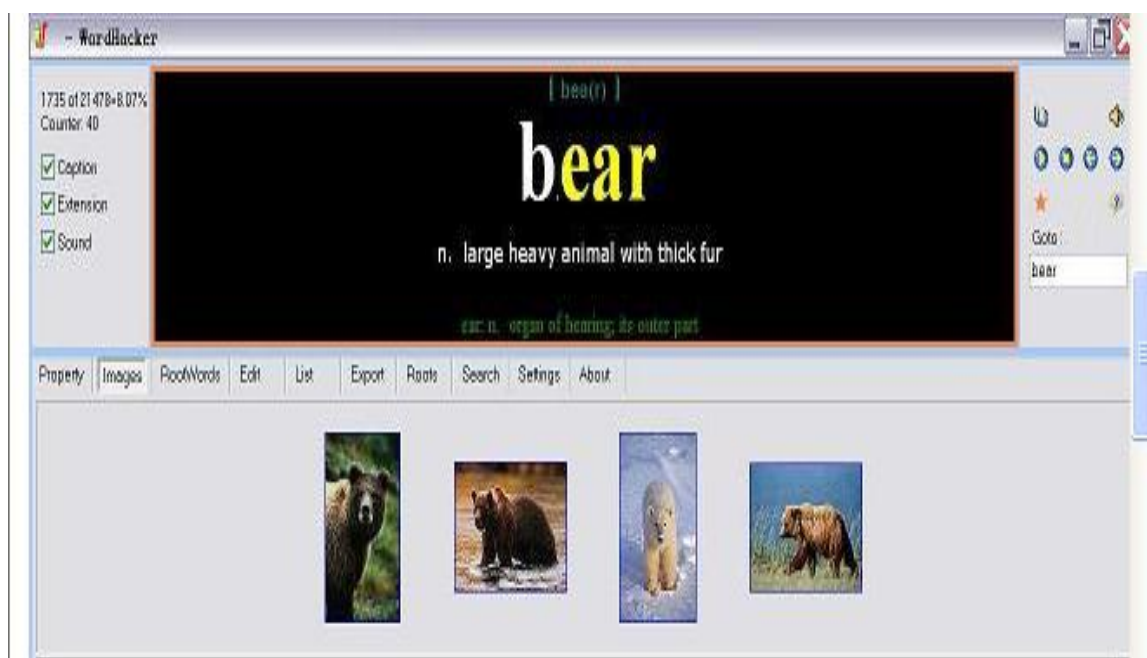 - WordHacker
1735 of 21478=8.07%
Counter: 40
Caption
Extension
Sound
[ bee(r) ]
bear
n. large heavy animal with thick fur
ear: n. organ of hearing; its outer part
Goto:
bear
Property Images RootWords Edit List Export Roots Search Settings About